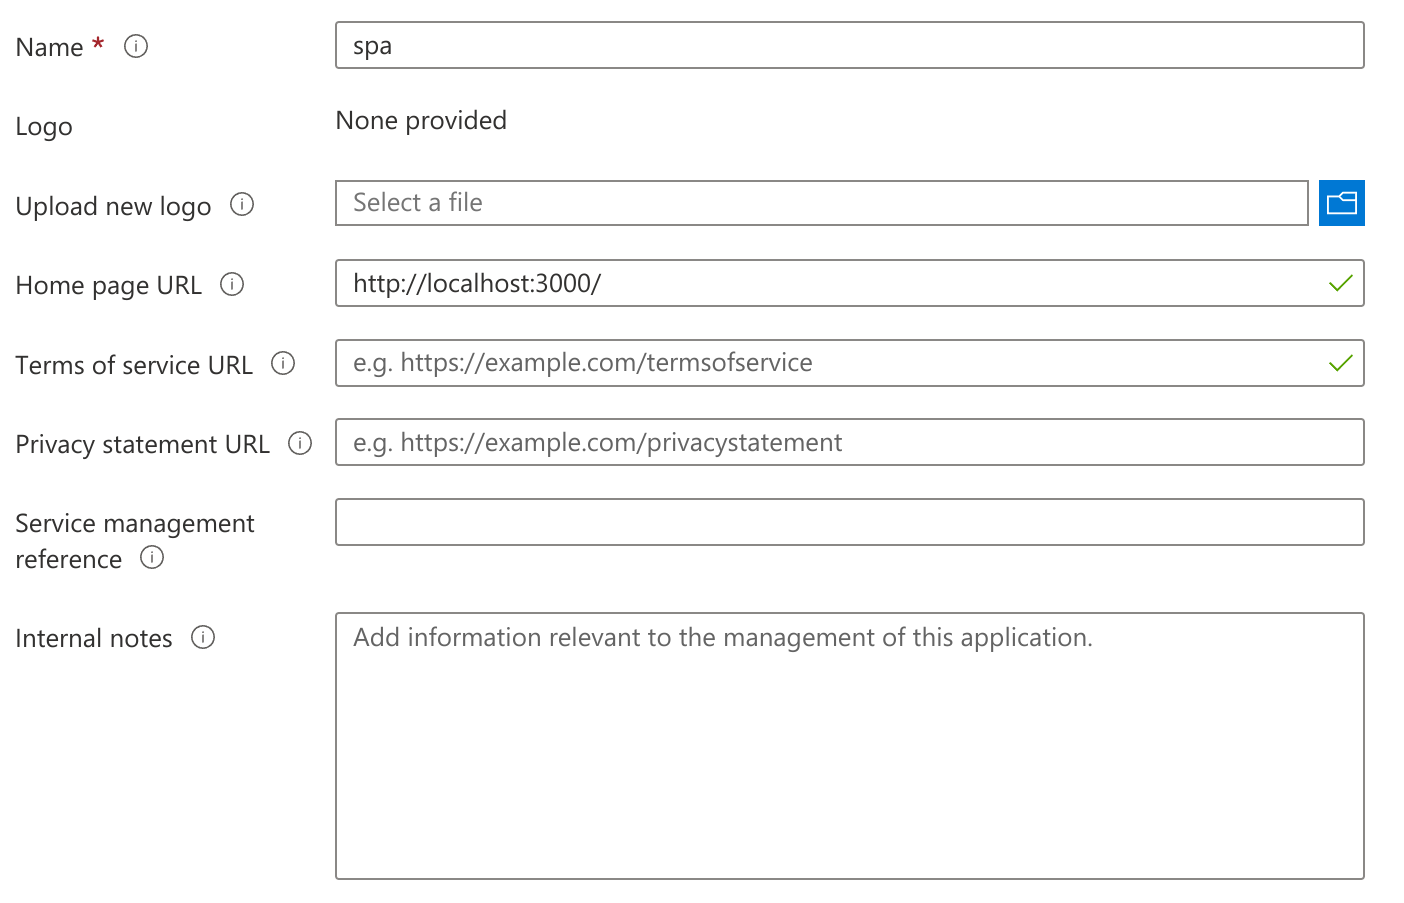 Name *
spa
Logo
None provided
Upload new logo
Select a file
Home page URL
http://localhost:3000/
Terms of service URL
e.g. https://example.com/termsofservice
Privacy statement URL
e.g. https://example.com/privacystatement
Service management
reference
Internal notes
Add information relevant to the management of this application.